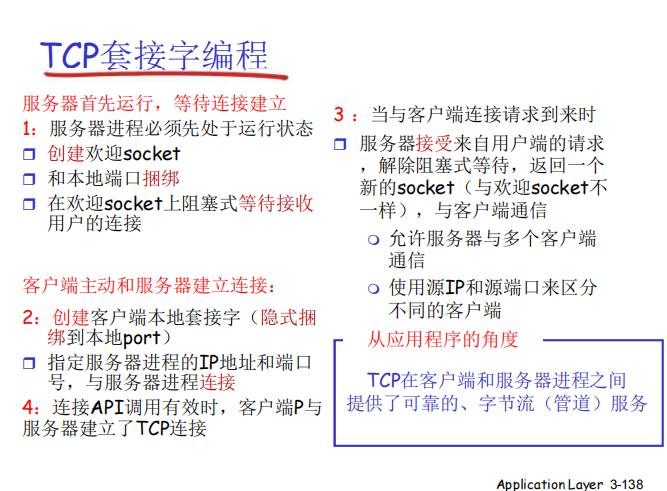 TCP套接字编程
服务器首先运行，等待连接建立
1：服务器进程必须先处于运行状态
创建欢迎socket
和本地端口捆绑
在欢迎socket上阻塞式等待接收
用户的连接
客户端主动和服务器建立连接：
2：创建客户端本地套接字（隐式捆
绑到本地port）
指定服务器进程的IP地址和端口
号，与服务器进程连接
4：连接API调用有效时，客户端P与
服务器建立了TCP连接
3 ：当与客户端连接请求到来时
服务器接受来自用户端的请求
，解除阻塞式等待，返回一个
新的socket（与欢迎socket不
一样），与客户端通信
允许服务器与多个客户端
通信
使用源IP和源端口来区分
不同的客户端
从应用程序的角度
TCP在客户端和服务器进程之间
提供了可靠的、字节流（管道）服务
Application Layer 3-138